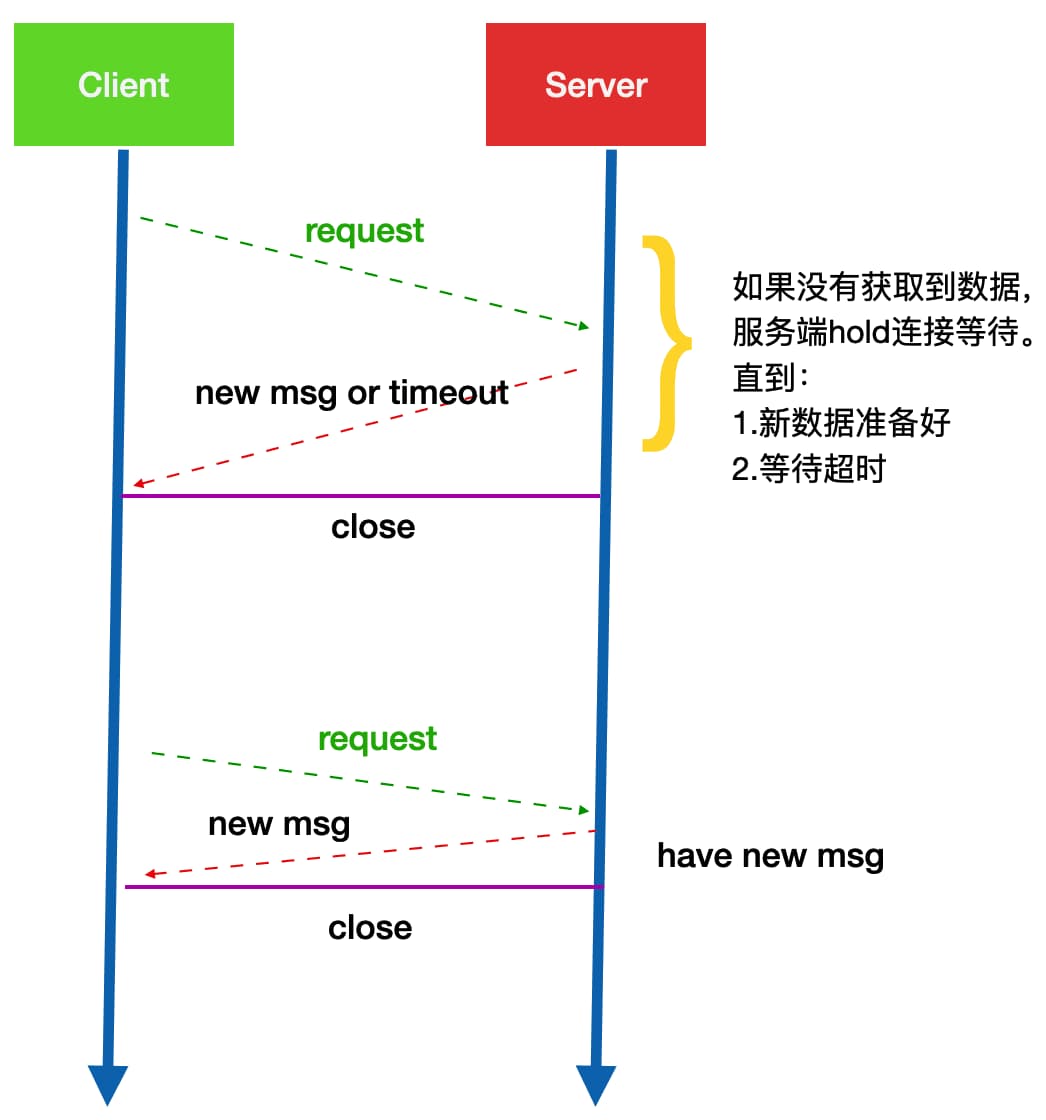 Client
Server
request
new msg or timeout
如果没有获取到数据，
服务端hold连接等待。
直到：
1.新数据准备好
2.等待超时
close
request
new msg
have new msg
close